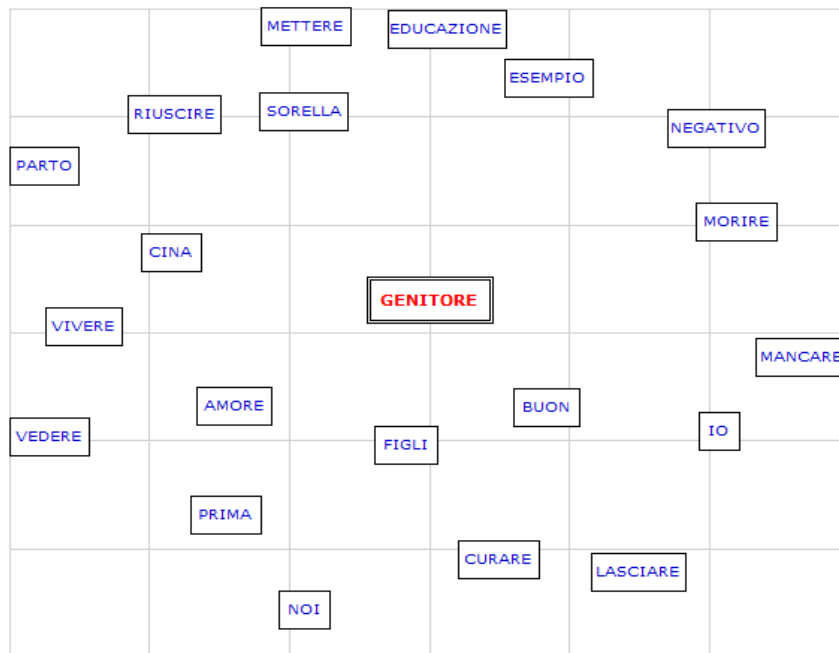 METTERE
EDUCAZIONE
ESEMPIO
RIUSCIRE
SORELLA
NEGATIVO
PARTO
MORIRE
CINA
GENITORE
VIVERE
MANCARE
AMORE
BUON
VEDERE
FIGLI
IO
PRIMA
CURARE
LASCIARE
NOI